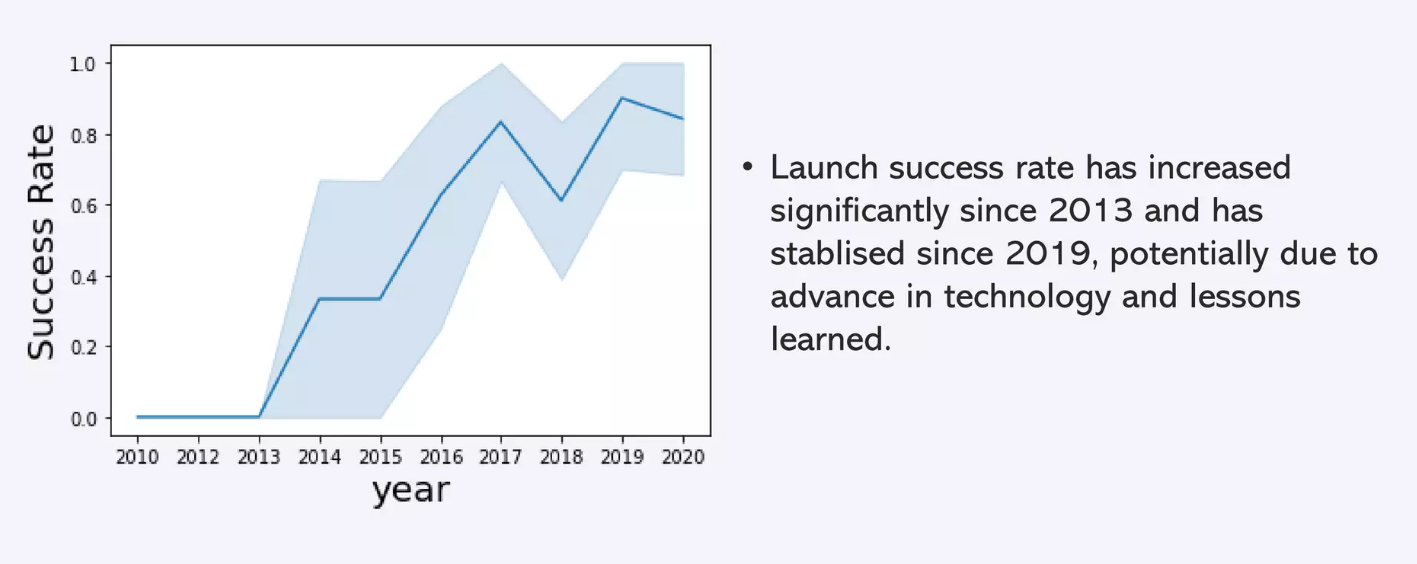 1.0
0.8
0.6
0.4
0.2
0.0
Success Rate
2010 2012 2013 2014 2015 2016 2017 2018 2019 2020
year
• Launch success rate has increased
significantly since 2013 and has
stablised since 2019, potentially due to
advance in technology and lessons
learned.